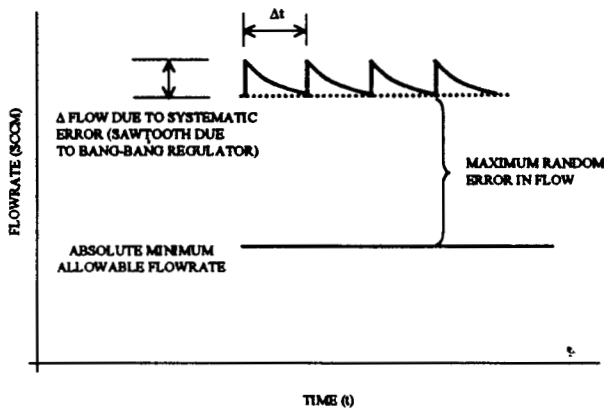 Δt
Δ FLOW DUE TO SYSTEMATIC
ERROR (SAWTOOTH DUE
TO BANG-BANG REGULATOR)
MAXIMUM RANDOM
ERROR IN FLOW
ABSOLUTE MINIMUM
ALLOWABLE FLOWRATE
FLOWRATE (SCCM)
TIME (t)